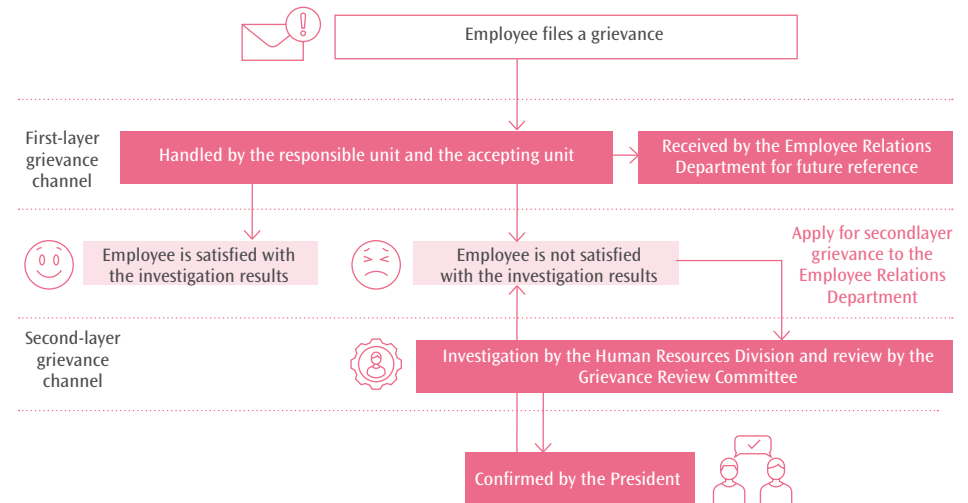 Employee files a grievance
First-layer
grievance
channel
Handled by the responsible unit and the accepting unit
Received by the Employee Relations
Department for future reference
Employee is satisfied with
the investigation results
Employee is not satisfied
with the investigation results
Apply for secondlayer
grievance to the
Employee Relations
Department
Second-layer
grievance
channel
Investigation by the Human Resources Division and review by the
Grievance Review Committee
Confirmed by the President